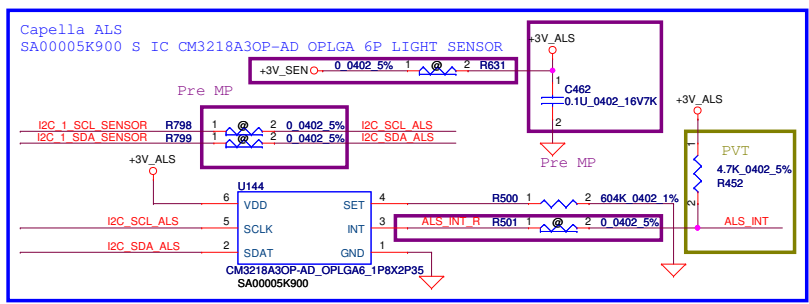 Capella ALS
SA00005K900 S IC CM3218A3OP-AD OPLGA 6P LIGHT SENSOR
+3V_SEN 0_0402_5% 1 @ 2 R631
+3V_ALS
1
C462
0.1U_0402_16V7K
2
Pre MP
I2C_1_SCL_SENSOR R798 1 @ 2 0_0402_5% I2C_SCL_ALS
I2C_1_SDA_SENSOR R799 1 @ 2 0_0402_5% I2C_SDA_ALS
+3V_ALS
Pre MP
+3V_ALS
PVT
1
4.7K_0402_5%
R452
2
U144
6 VDD SET 4 R500 1 2 604K_0402_1%
I2C_SCL_ALS 5 SCLK INT 3 ALS_INT_R R501 1 @ 2 0_0402_5% ALS_INT
I2C_SDA_ALS 2 SDAT GND 1
CM3218A3OP-AD_OPLGA6_1P8X2P35
SA00005K900